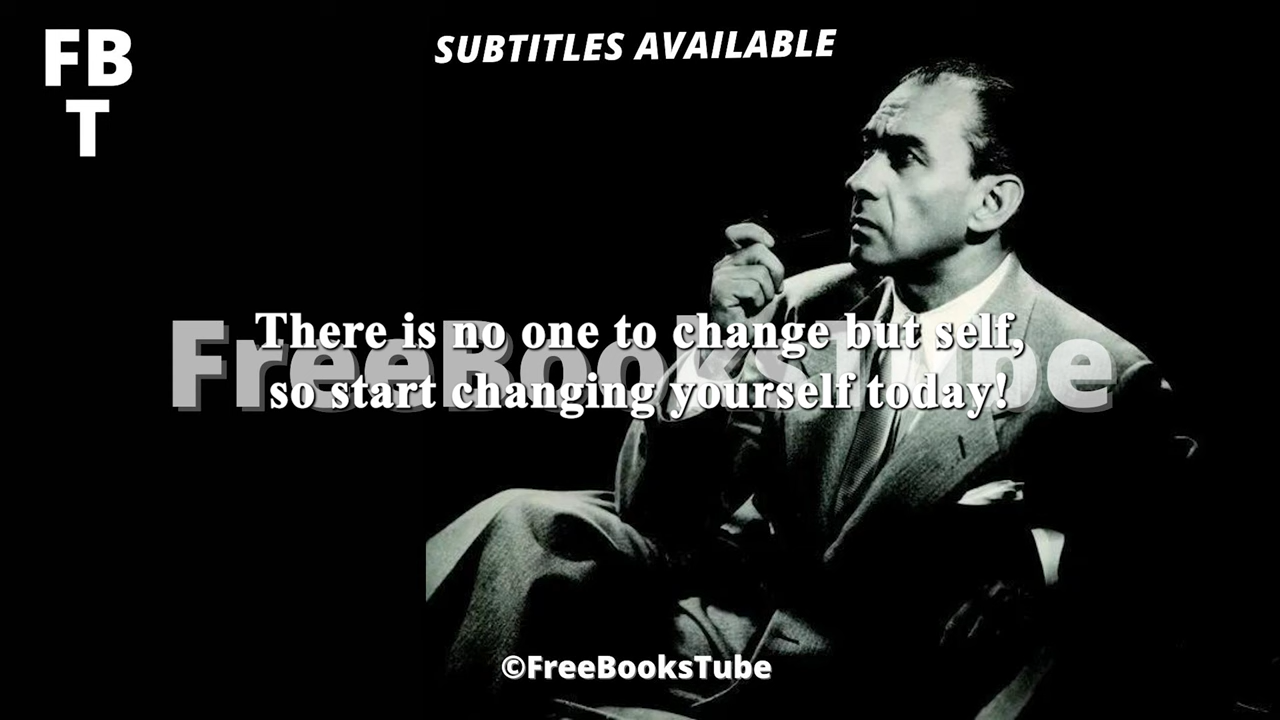 FB
T
SUBTITLES AVAILABLE
FreeBooksTube
There is no one to change but self,
so start changing yourself today!
©FreeBooksTube